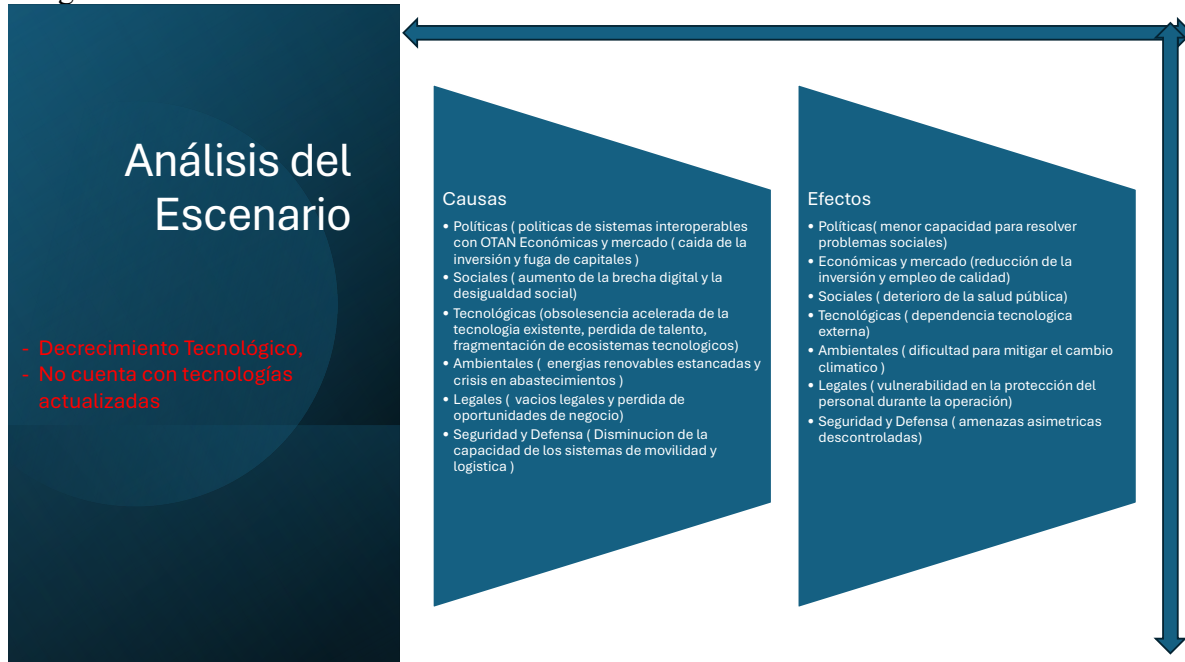 Análisis del
Escenario
- Decrecimiento Tecnológico,
- No cuenta con tecnologías
actualizadas
Causas
• Políticas ( politicas de sistemas interoperables
con OTAN Económicas y mercado ( caida de la
inversión y fuga de capitales )
• Sociales ( aumento de la brecha digital y la
desigualdad social)
• Tecnológicas (obsolesencia acelerada de la
tecnologia existente, perdida de talento,
fragmentación de ecosistemas tecnologicos)
• Ambientales (  energias renovables estancadas y
crisis en abastecimientos )
• Legales (  vacios legales y perdida de
oportunidades de negocio)
• Seguridad y Defensa ( Disminucion de la
capacidad de los sistemas de movilidad y
logistica )
Efectos
• Políticas( menor capacidad para resolver
problemas sociales)
• Económicas y mercado (reducción de la
inversión y empleo de calidad)
• Sociales ( deterioro de la salud pública)
• Tecnológicas ( dependencia tecnologica
externa)
• Ambientales ( dificultad para mitigar el cambio
climatico )
• Legales ( vulnerabilidad en la protección del
personal durante la operación)
• Seguridad y Defensa ( amenazas asimetricas
descontroladas)